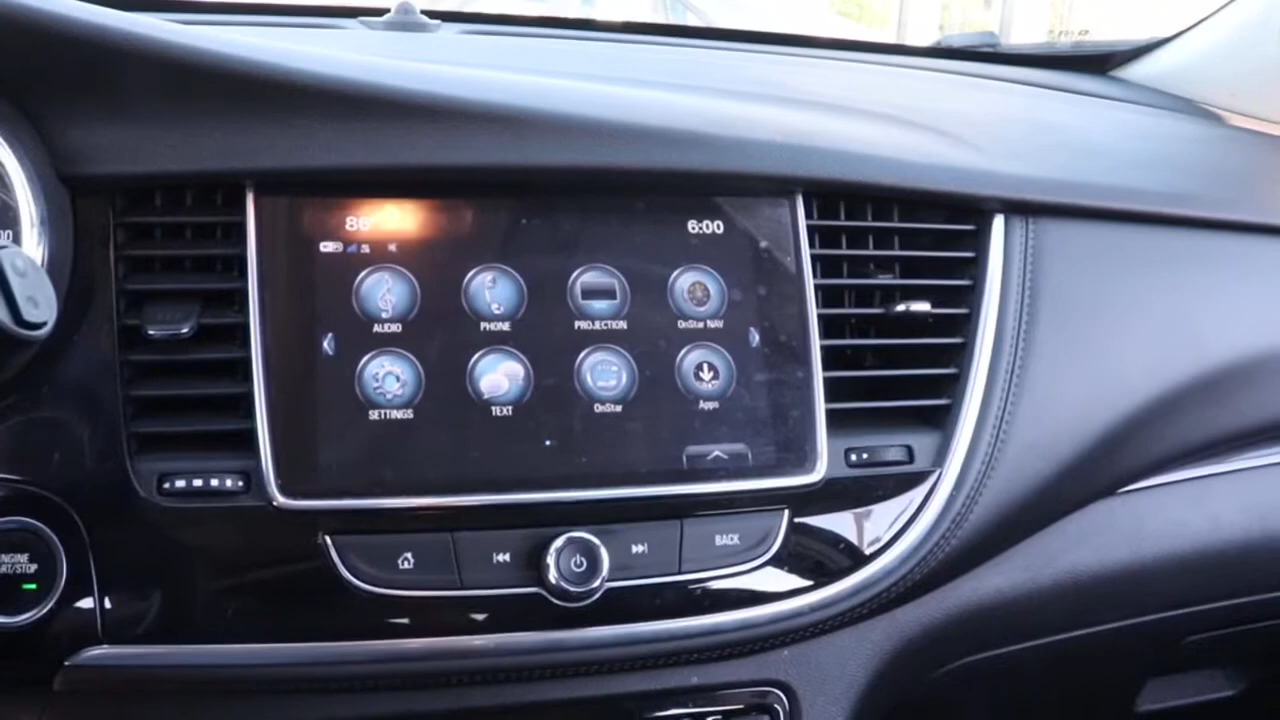 86°
6:00
AUDIO
PHONE
PROJECTION
OnStar NAV
SETTINGS
TEXT
OnStar
Apps
BACK
ENGINE
START/STOP